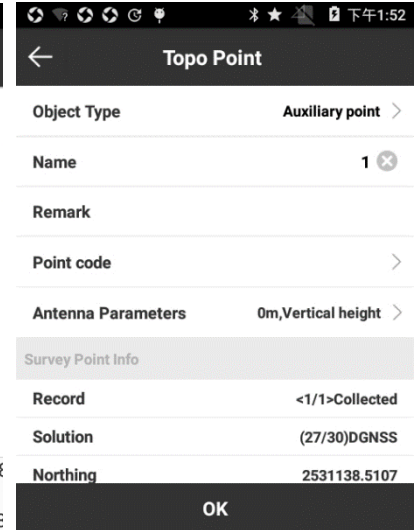 下午1:52
Topo Point
Object Type Auxiliary point
Name 1
Remark
Point code
Antenna Parameters 0m,Vertical height
Survey Point Info
Record <1/1>Collected
Solution (27/30)DGNSS
Northing 2531138.5107
OK